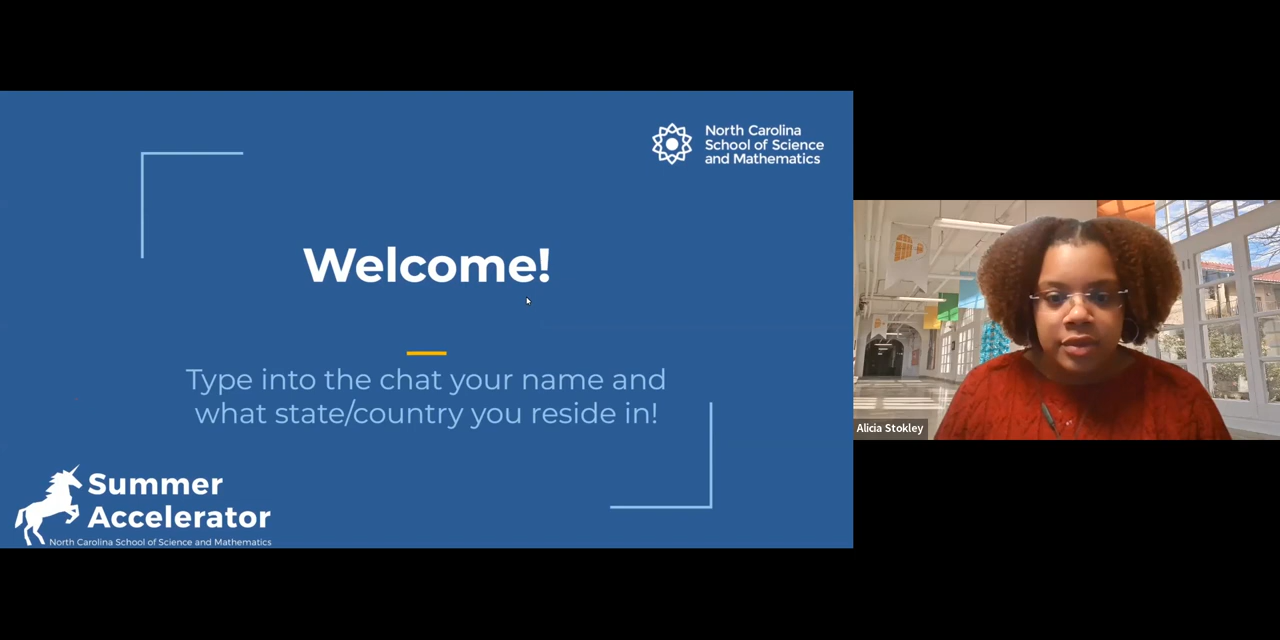 North Carolina
School of Science
and Mathematics
Welcome!
Type into the chat your name and
what state/country you reside in!
Summer
Accelerator
North Carolina School of Science and Mathematics
Alicia Stokley